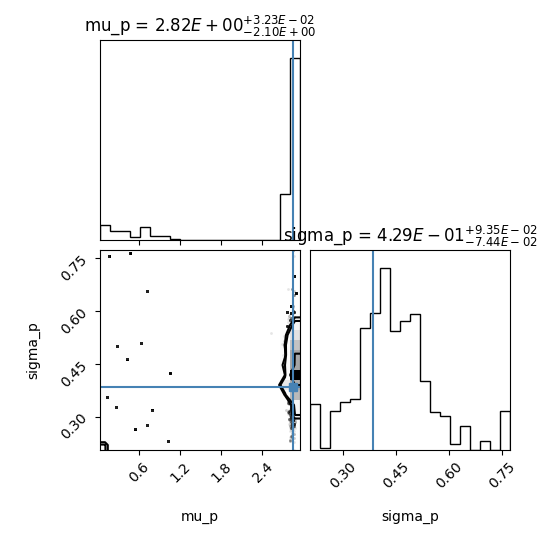 mu_p = 2.82E + 00+3.23E − 02
−2.10E + 00
sigma_p = 4.29E − 01+9.35E − 02
−7.44E − 02
0.75
0.60
0.45
0.30
sigma_p
0.6 1.2 1.8 2.4
0.30 0.45 0.60 0.75
mu_p
sigma_p